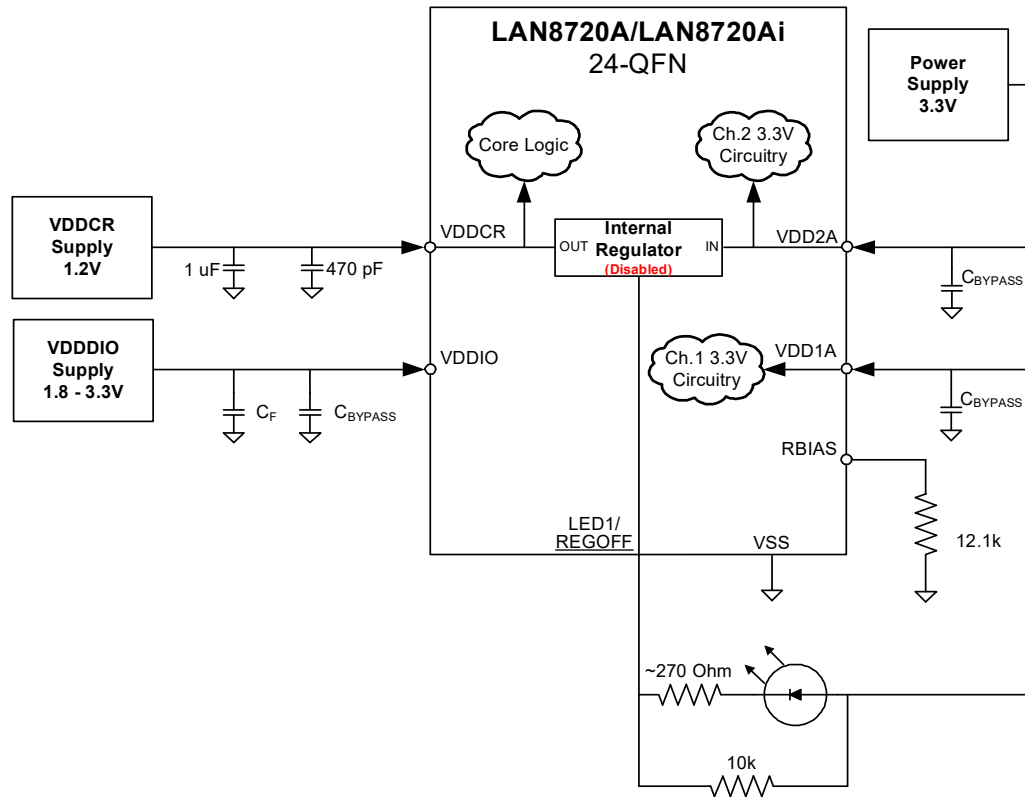 LAN8720A/LAN8720Ai
24-QFN
Power
Supply
3.3V
Core Logic
Ch.2 3.3V
Circuitry
VDDCR
Supply
1.2V
VDDCR
OUT
Internal
Regulator
(Disabled)
IN
VDD2A
1 uF
470 pF
CBYPASS
VDDDIO
Supply
1.8 - 3.3V
VDDIO
Ch.1 3.3V
Circuitry
VDD1A
CF
CBYPASS
CBYPASS
RBIAS
12.1k
LED1/
REGOFF
VSS
~270 Ohm
10k